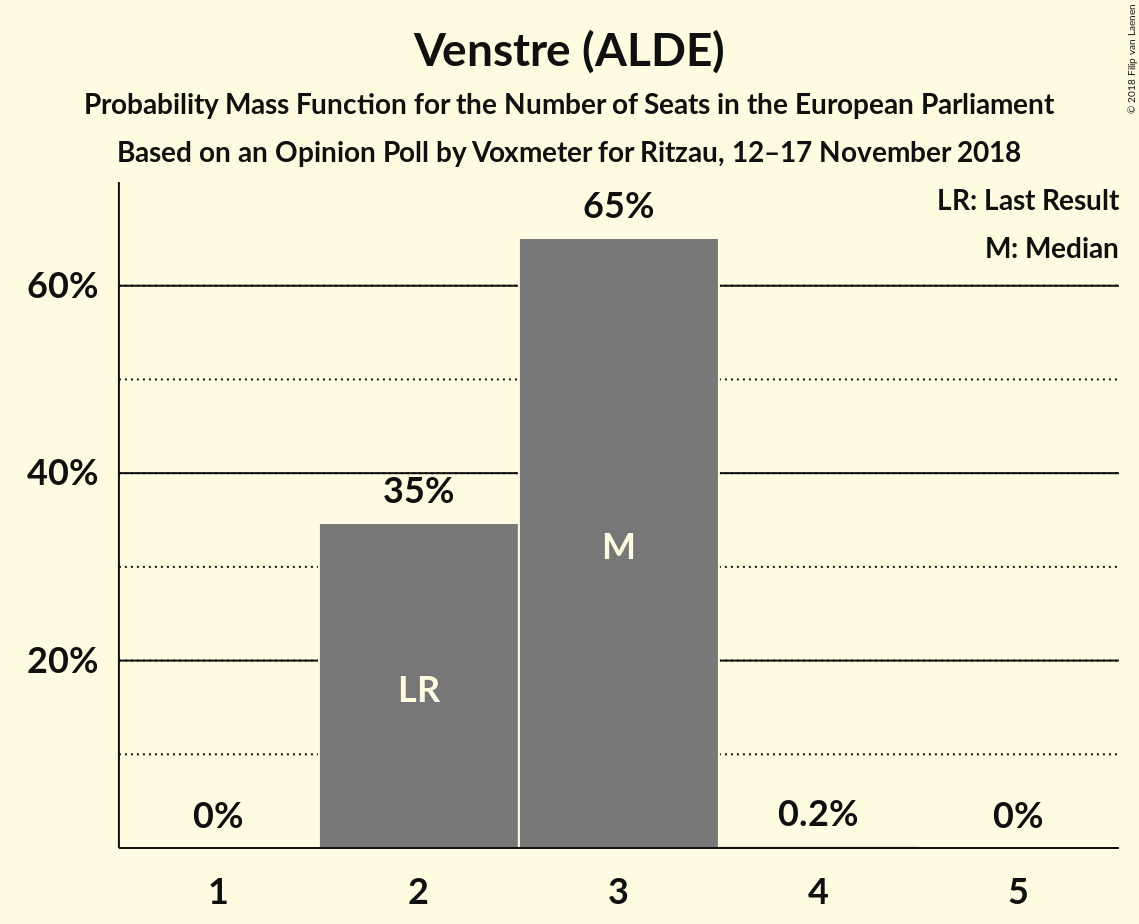 Venstre (ALDE)
Probability Mass Function for the Number of Seats in the European Parliament
Based on an Opinion Poll by Voxmeter for Ritzau, 12–17 November 2018
© 2018 Filip van Laenen
LR: Last Result
M: Median
65%
60%
40%
35%
M
20%
LR
0%
0.2%
0%
1
2
3
4
5